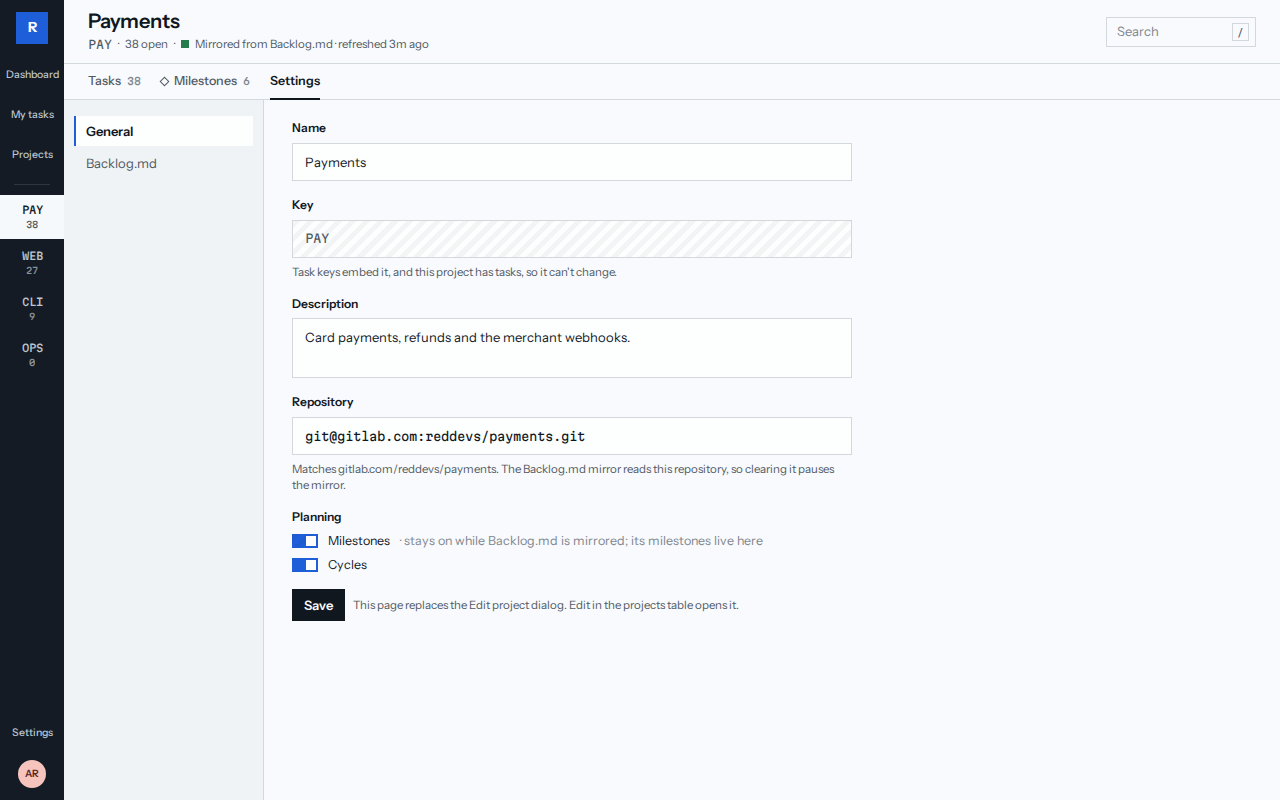 R
Dashboard
My tasks
Projects
PAY
38
WEB
27
CLI
9
OPS
0
Settings
AR
Payments
PAY · 38 open · Mirrored from Backlog.md · refreshed 3m ago
Search /
Tasks 38 ◇ Milestones 6 Settings
General
Backlog.md
Name
Payments
Key
PAY
Task keys embed it, and this project has tasks, so it can't change.
Description
Card payments, refunds and the merchant webhooks.
Repository
git@gitlab.com:reddevs/payments.git
Matches gitlab.com/reddevs/payments. The Backlog.md mirror reads this repository, so clearing it pauses
the mirror.
Planning
Milestones · stays on while Backlog.md is mirrored; its milestones live here
Cycles
Save This page replaces the Edit project dialog. Edit in the projects table opens it.